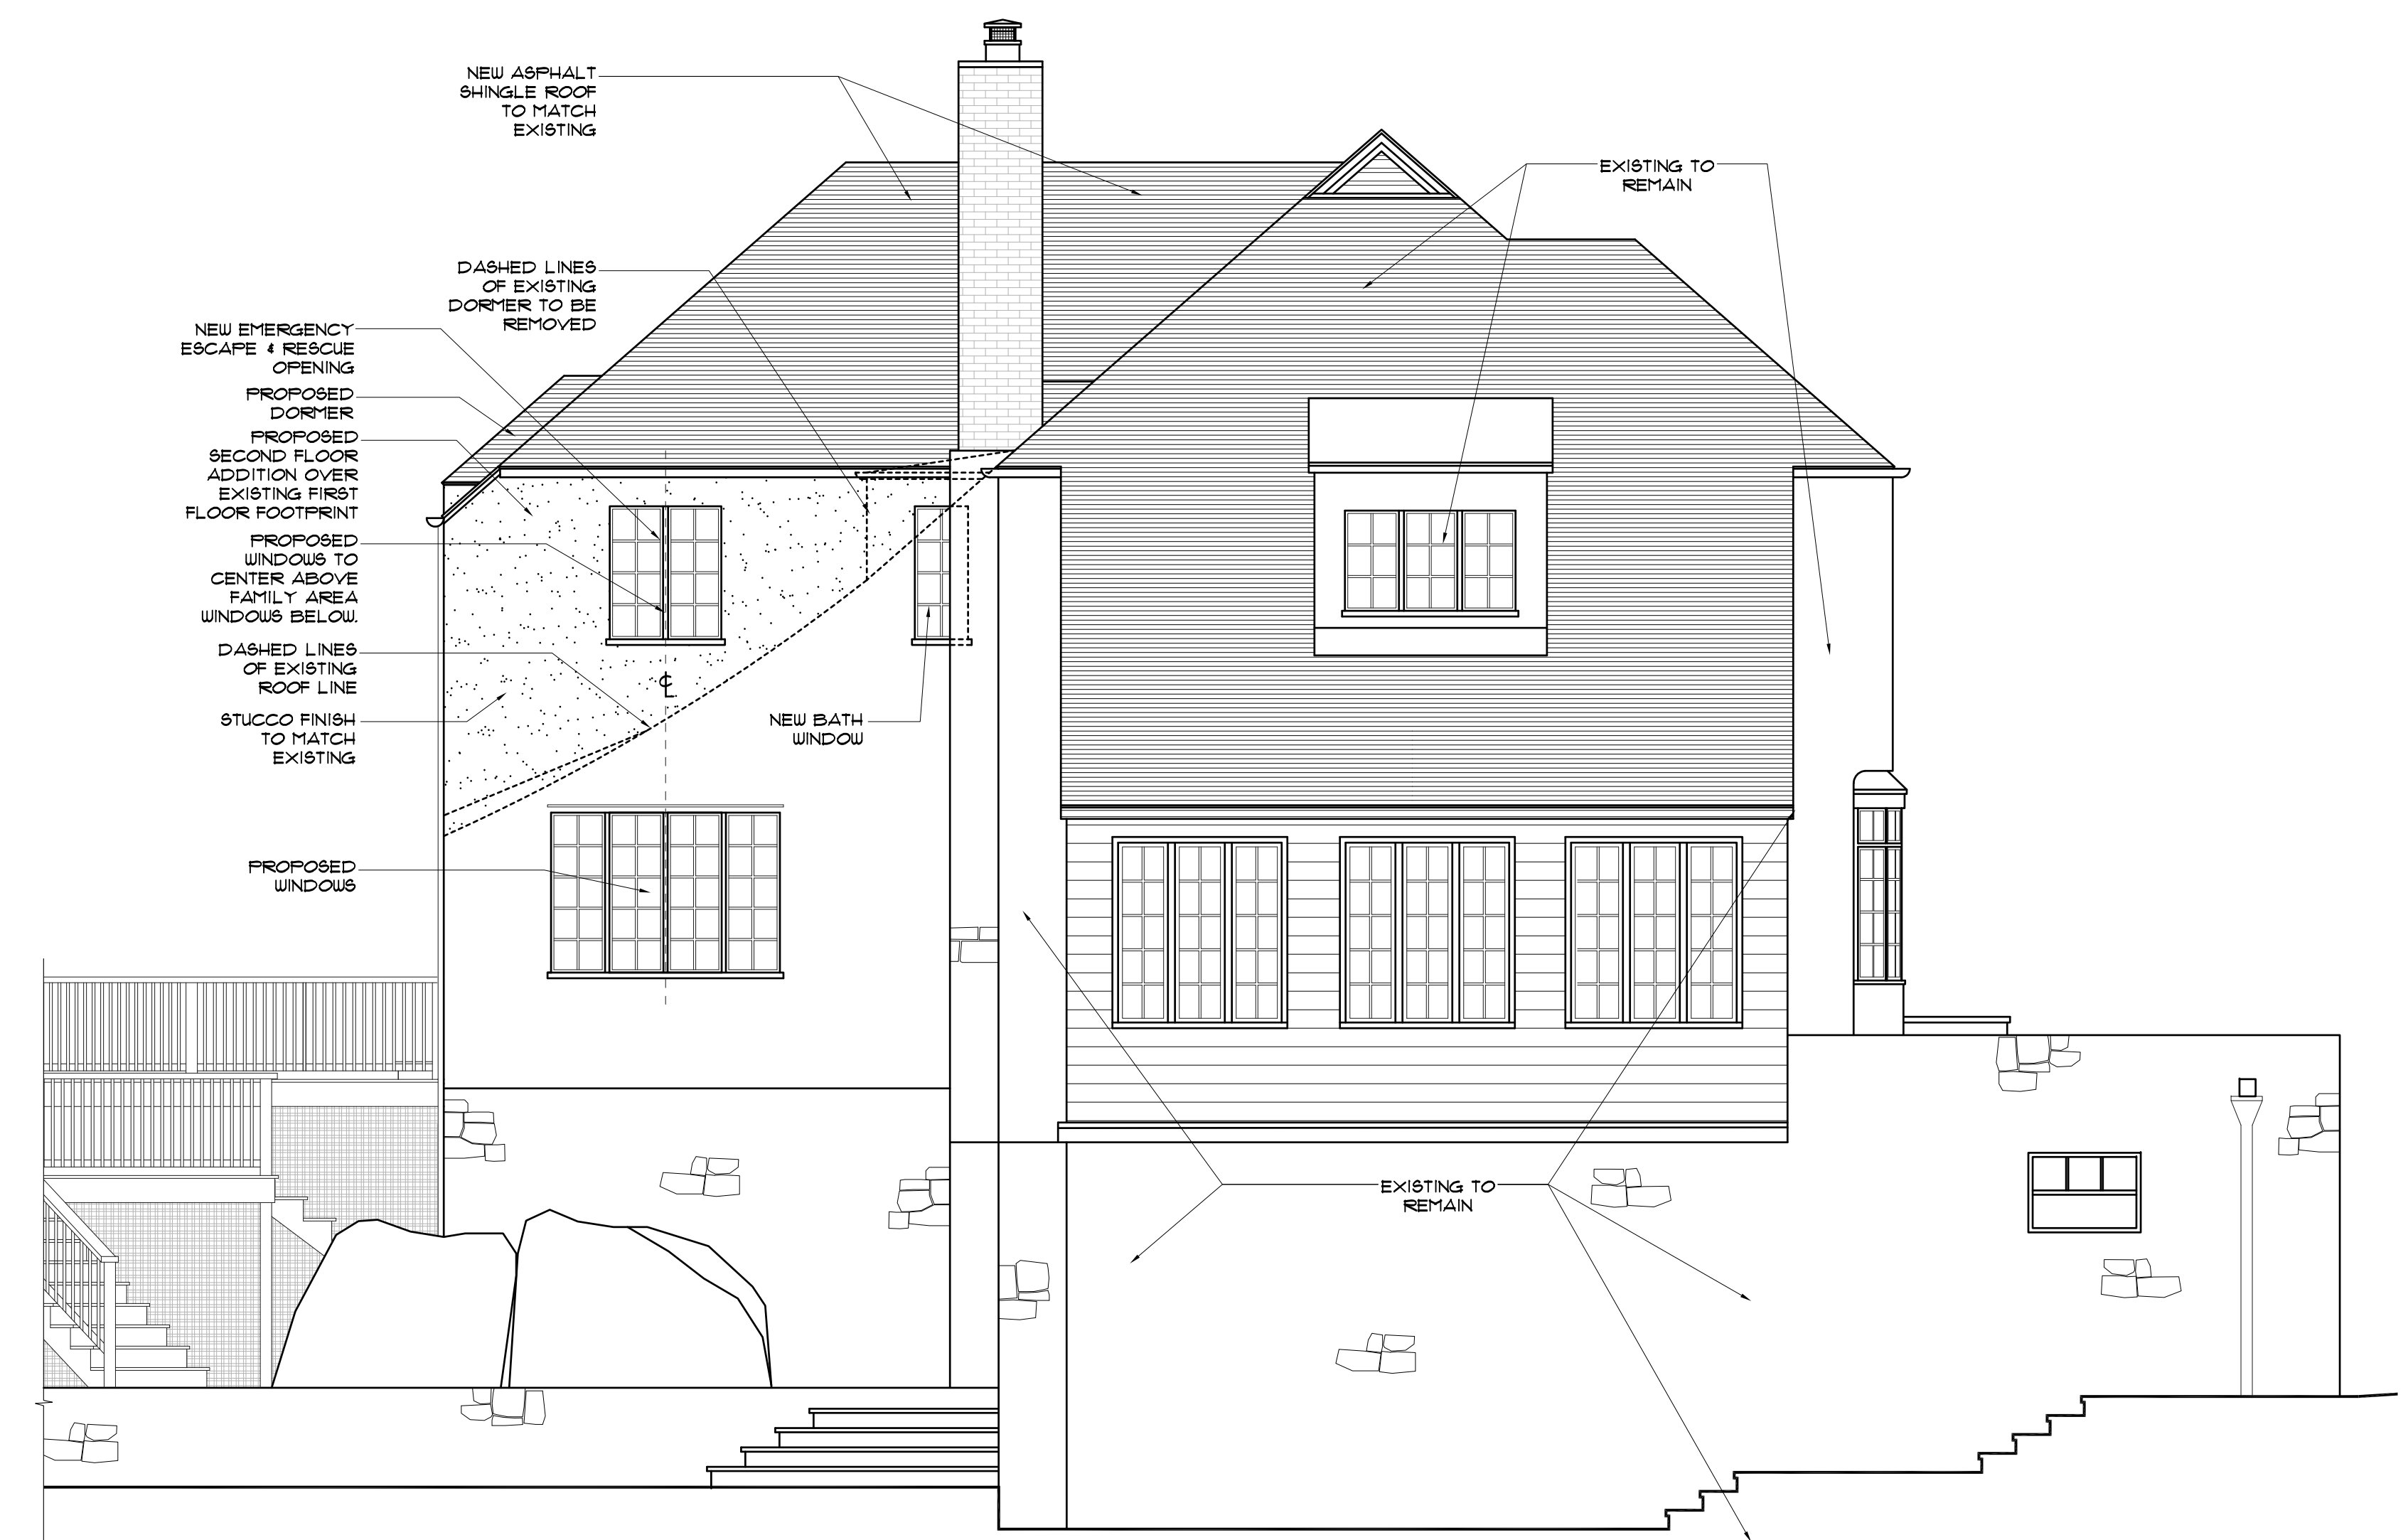 NEW ASPHALT
SHINGLE ROOF
TO MATCH
EXISTING
EXISTING TO
REMAIN
DASHED LINES
OF EXISTING
DORMER TO BE
REMOVED
NEW EMERGENCY
ESCAPE & RESCUE
OPENING
PROPOSED
DORMER
PROPOSED
SECOND FLOOR
ADDITION OVER
EXISTING FIRST
FLOOR FOOTPRINT
PROPOSED
WINDOWS TO
CENTER ABOVE
FAMILY AREA
WINDOWS BELOW.
DASHED LINES
OF EXISTING
ROOF LINE
CL
STUCCO FINISH
TO MATCH
EXISTING
NEW BATH
WINDOW
PROPOSED
WINDOWS
EXISTING TO
REMAIN